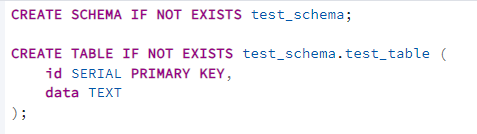 CREATE SCHEMA IF NOT EXISTS test_schema;
CREATE TABLE IF NOT EXISTS test_schema.test_table (
id SERIAL PRIMARY KEY,
data TEXT
);